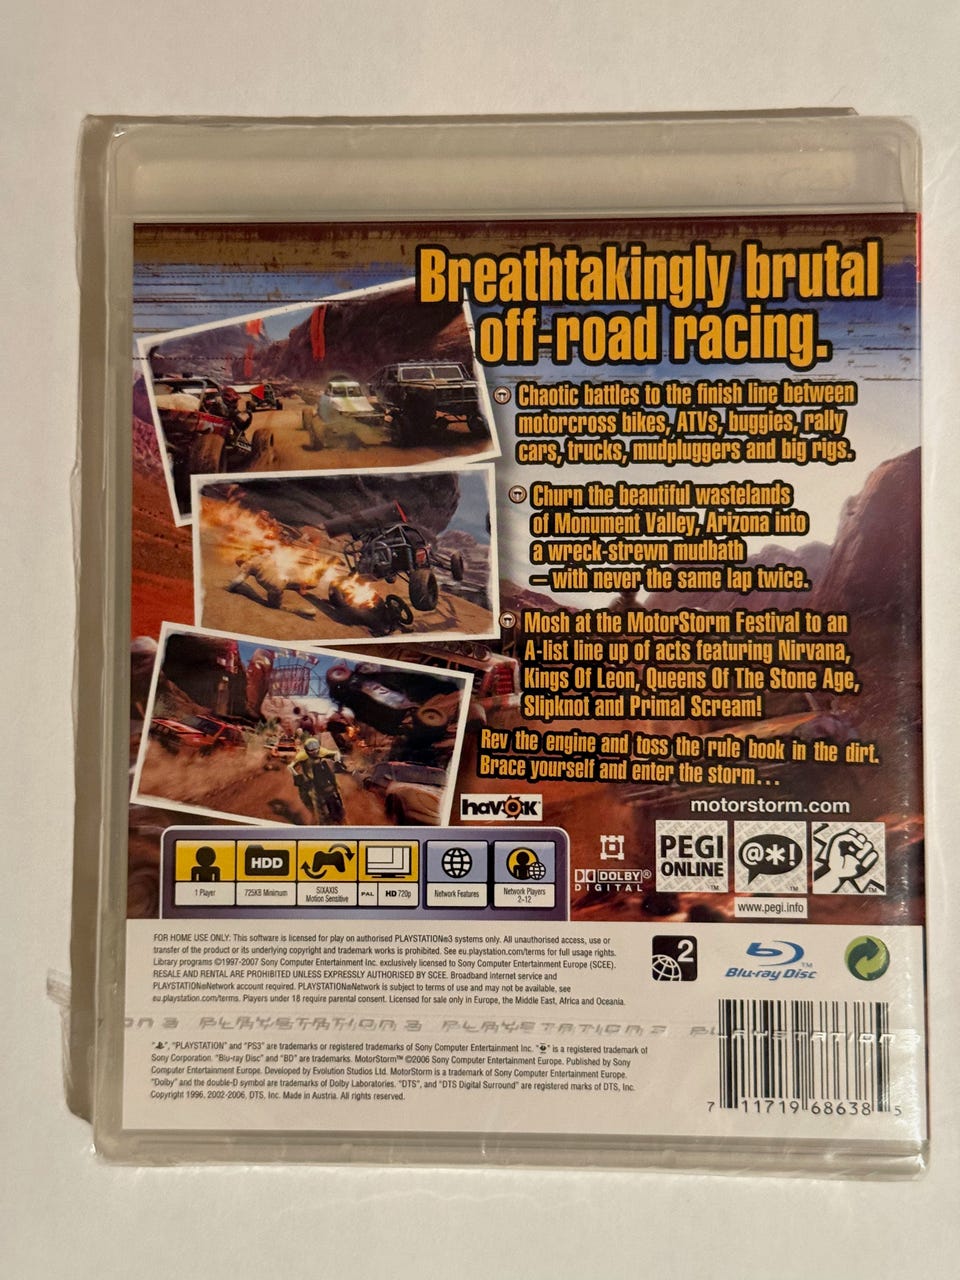 Breathtakingly brutal
off-road racing.
Chaotic battles to the finish line between
motorcross bikes, ATVs, buggies, rally
cars, trucks, mudpluggers and big rigs.
Churn the beautiful wastelands
of Monument Valley, Arizona into
a wreck-strewn mudbath
– with never the same lap twice.
Mosh at the MotorStorm Festival to an
A-list line up of acts featuring Nirvana,
Kings Of Leon, Queens Of The Stone Age,
Slipknot and Primal Scream!
Rev the engine and toss the rule book in the dirt.
Brace yourself and enter the storm...
havok
motorstorm.com
1 Player
HDD
725KB Minimum
SIXAXIS
Motion Sensitive
PAL
HD 720p
Network Features
Network Players
2-12
DOLBY®
DIGITAL
PEGI
ONLINE
TM
@*!
TM
TM
www.pegi.info
FOR HOME USE ONLY. This software is licensed for play on authorised PLAYSTATION®3 systems only. All unauthorised access, use or
transfer of the product or its underlying copyright and trademark works is prohibited. See eu.playstation.com/terms for full usage rights.
Library programs ©1997-2007 Sony Computer Entertainment Inc. exclusively licensed to Sony Computer Entertainment Europe (SCEE).
RESALE AND RENTAL ARE PROHIBITED UNLESS EXPRESSLY AUTHORISED BY SCEE. Broadband internet service and
PLAYSTATION®Network account required. PLAYSTATION®Network is subject to terms of use and may not be available, see
eu.playstation.com/terms. Players under 18 require parental consent. Licensed for sale only in Europe, the Middle East, Africa and Oceania.
2
Blu-ray Disc
TM
ON 3 PLAYSTATION 3 PLAYSTATION 3 PLAYSTATION 3
"", "PLAYSTATION" and "PS3" are trademarks or registered trademarks of Sony Computer Entertainment Inc. "" is a registered trademark of
Sony Corporation. "Blu-ray Disc" and "BD" are trademarks. MotorStorm™ ©2006 Sony Computer Entertainment Europe. Published by Sony
Computer Entertainment Europe. Developed by Evolution Studios Ltd. MotorStorm is a trademark of Sony Computer Entertainment Europe.
"Dolby" and the double-D symbol are trademarks of Dolby Laboratories. "DTS", and "DTS Digital Surround" are registered marks of DTS, Inc.
Copyright 1996, 2002-2006, DTS, Inc. Made in Austria. All rights reserved.
7 11719 68638 5